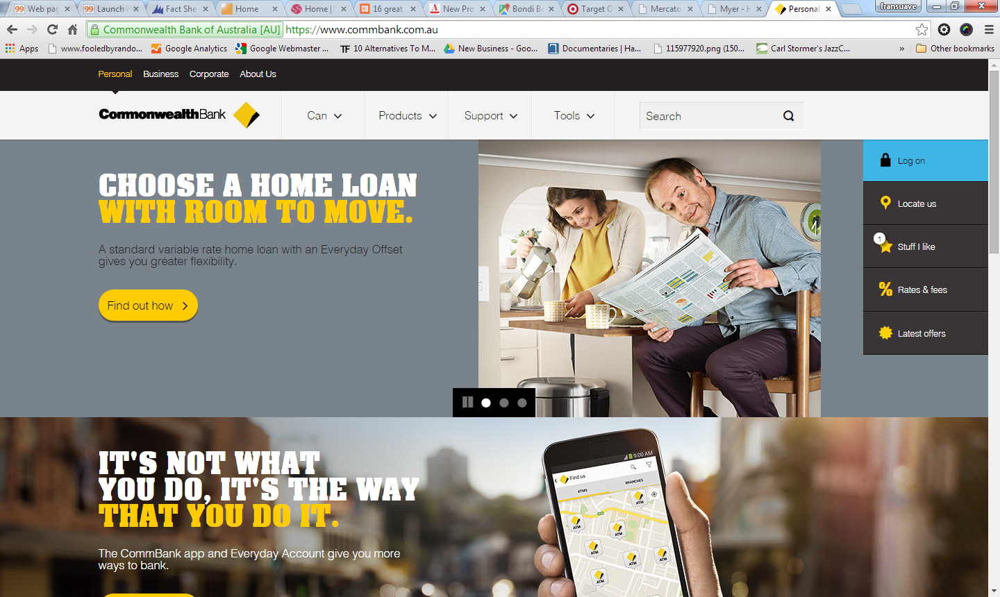 Web pag
Launch
Fact She
Home
Home |
16 great
New Pro
Bondi Be
Target O
Mercato
Myer - H
Personal
fransuave
Commonwealth Bank of Australia [AU]
https://www.commbank.com.au
Apps
www.fooledbyrando...
Google Analytics
Google Webmaster ...
10 Alternatives To M...
New Business - Goo...
Documentaries | Ha...
115977920.png (150...
Carl Stormer's JazzC...
»
Other bookmarks
Personal Business Corporate About Us
CommonwealthBank
Can
Products
Support
Tools
Search
CHOOSE A HOME LOAN
WITH ROOM TO MOVE.
A standard variable rate home loan with an Everyday Offset
gives you greater flexibility.
Find out how
Log on
Locate us
1
Stuff I like
Rates & fees
Latest offers
IT'S NOT WHAT
YOU DO, IT'S THE WAY
THAT YOU DO IT.
The CommBank app and Everyday Account give you more
ways to bank.
9:00 AM
Find us
ATMS
BRANCHES
ATM
ATM
ATM
ATM
ATM
ATM